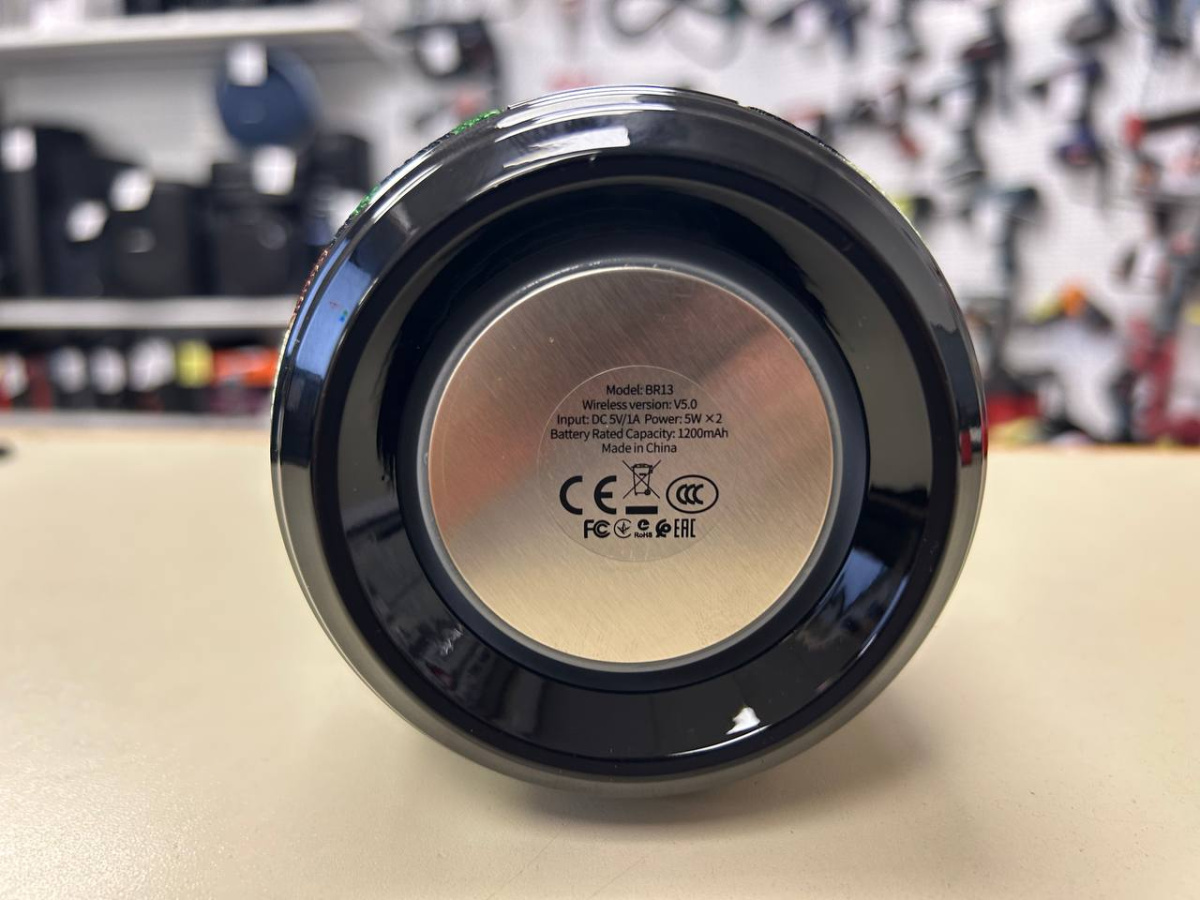 Model: BR13
Wireless version: V5.0
Input: DC 5V/1A Power: 5W ×2
Battery Rated Capacity: 1200mAh
Made in China
CE CCC
FC RoHS EAC